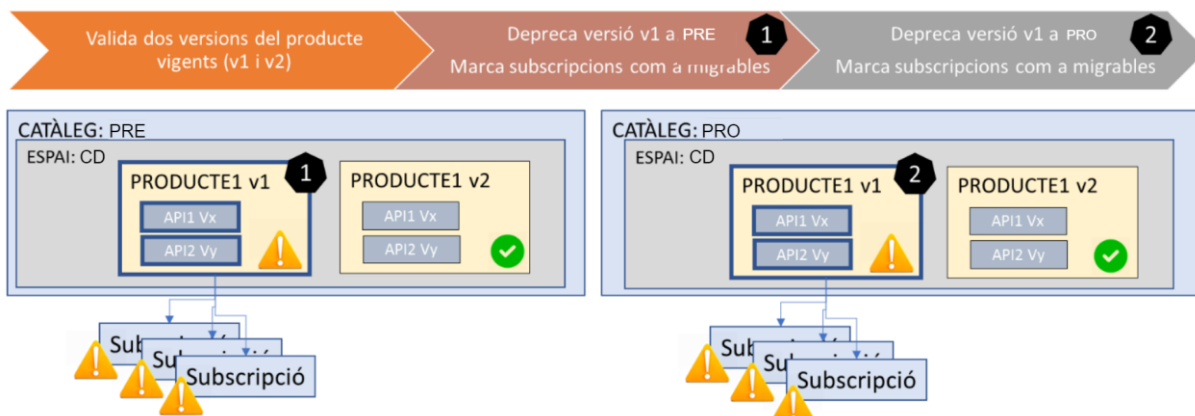 Valida dos versions del producte
vigents (v1 i v2)
Depreca versió v1 a PRE
Marca subscripcions com a migrables
1
Depreca versió v1 a PRO
Marca subscripcions com a migrables
2
CATÀLEG: PRE
ESPAI: CD
PRODUCTE1 v1
1
API1 Vx
API2 Vy
PRODUCTE1 v2
API1 Vx
API2 Vy
Subscripció
CATÀLEG: PRO
ESPAI: CD
PRODUCTE1 v1
2
API1 Vx
API2 Vy
PRODUCTE1 v2
API1 Vx
API2 Vy
Subscripció